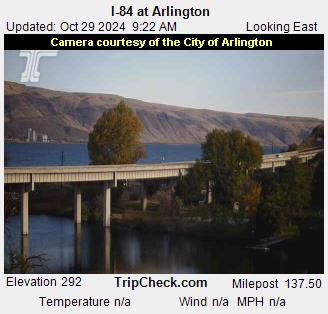 I-84 at Arlington
Updated: Oct 29 2024 9:22 AM Looking East
Camera courtesy of the City of Arlington
Elevation 292 TripCheck.com Milepost 137.50
Temperature n/a Wind n/a MPH n/a